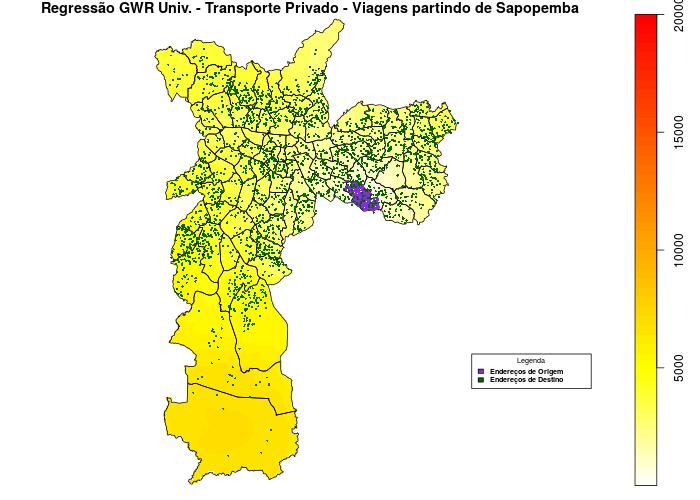 Regressão GWR Univ. - Transporte Privado - Viagens partindo de Sapopemba
20000
15000
10000
5000
Legenda
Endereços de Origem
Endereços de Destino